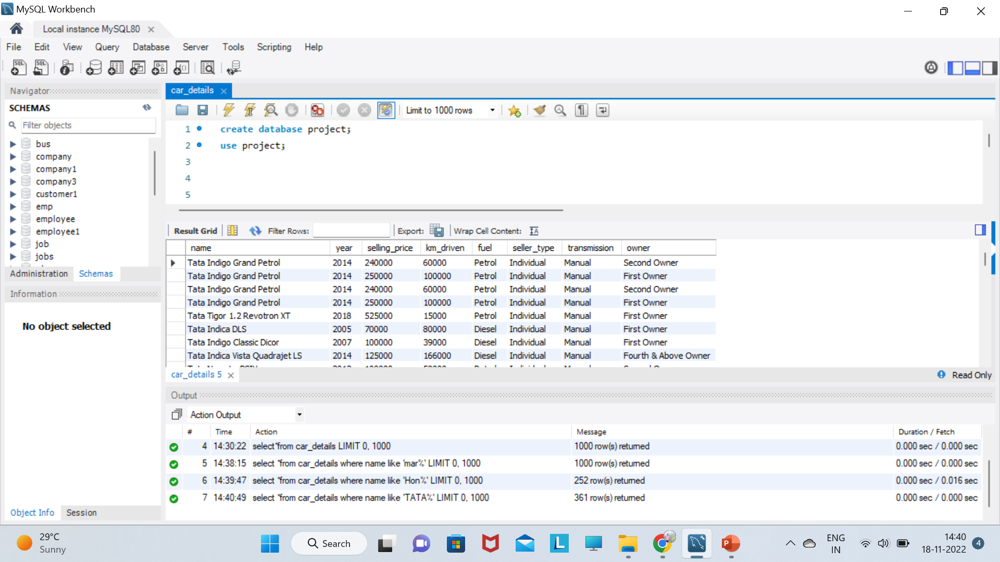 MySQL Workbench
Local instance MySQL80
File Edit View Query Database Server Tools Scripting Help
Navigator
SCHEMAS
Filter objects
bus
company
company1
company3
customer1
emp
employee
employee1
job
jobs
Administration Schemas
Information
No object selected
Object Info Session
car_details
Limit to 1000 rows
1 create database project;
2 use project;
3
4
5
Result Grid Filter Rows: Export: Wrap Cell Content:
name year selling_price km_driven fuel seller_type transmission owner
Tata Indigo Grand Petrol 2014 240000 60000 Petrol Individual Manual Second Owner
Tata Indigo Grand Petrol 2014 250000 100000 Petrol Individual Manual First Owner
Tata Indigo Grand Petrol 2014 240000 60000 Petrol Individual Manual Second Owner
Tata Indigo Grand Petrol 2014 250000 100000 Petrol Individual Manual First Owner
Tata Tigor 1.2 Revotron XT 2018 525000 15000 Petrol Individual Manual First Owner
Tata Indica DLS 2005 70000 80000 Diesel Individual Manual First Owner
Tata Indigo Classic Dicor 2007 100000 39000 Diesel Individual Manual First Owner
Tata Indica Vista Quadrajet LS 2014 125000 166000 Diesel Individual Manual Fourth & Above Owner
car_details 5 Read Only
Output
Action Output
# Time Action Message Duration / Fetch
4 14:30:22 select*from car_details LIMIT 0, 1000 1000 row(s) returned 0.000 sec / 0.000 sec
5 14:38:15 select *from car_details where name like 'mar%' LIMIT 0, 1000 1000 row(s) returned 0.000 sec / 0.000 sec
6 14:39:47 select *from car_details where name like 'Hon%' LIMIT 0, 1000 252 row(s) returned 0.000 sec / 0.016 sec
7 14:40:49 select *from car_details where name like 'TATA%' LIMIT 0, 1000 361 row(s) returned 0.000 sec / 0.000 sec
29°C
Sunny
Search
ENG
IN
14:40
18-11-2022
4